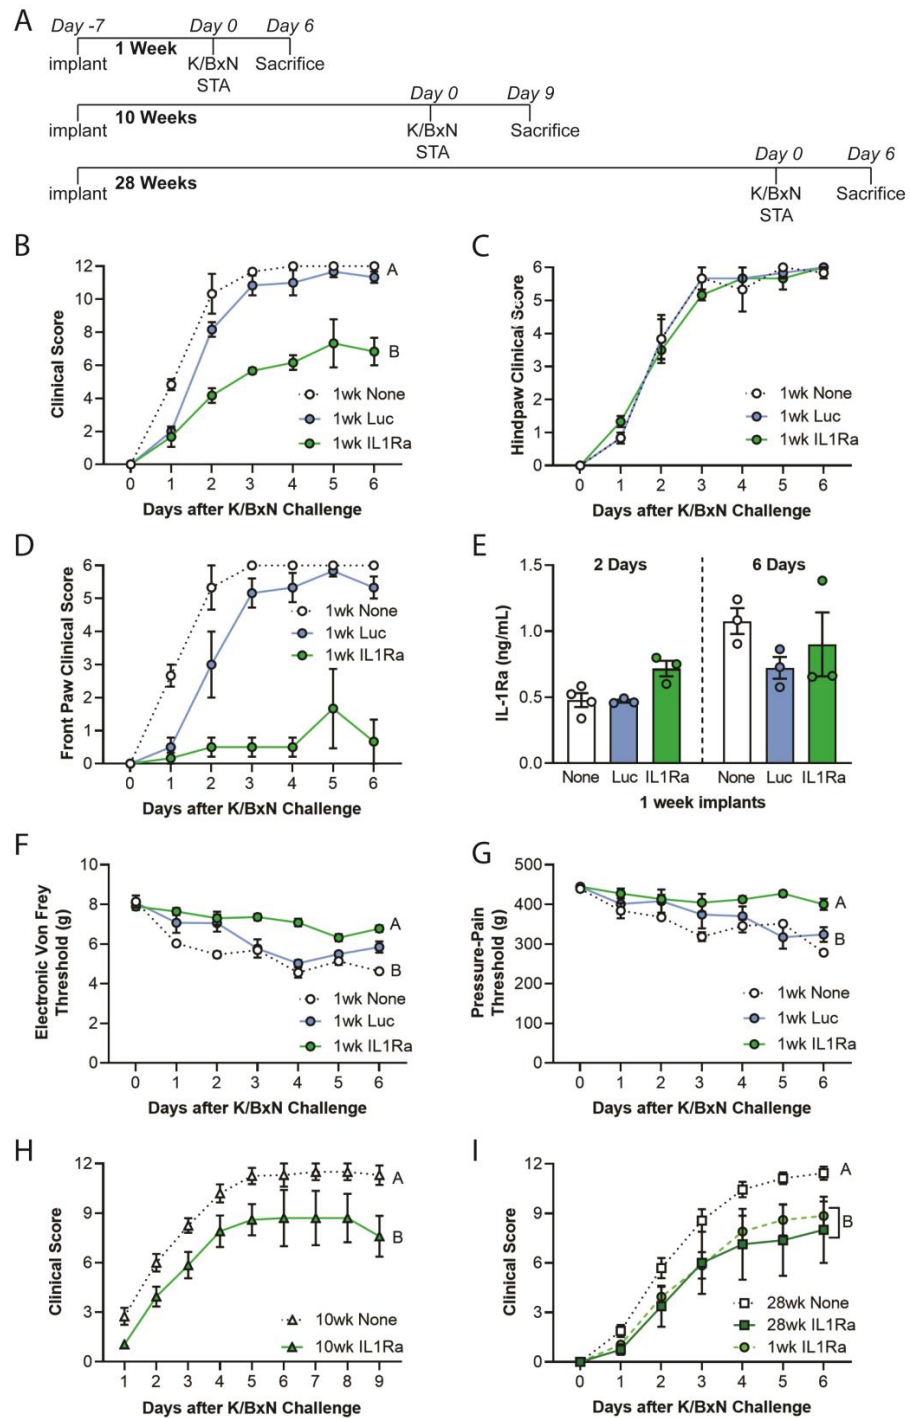 A
Day -7 Day 0 Day 6
1 Week
implant K/BxN Sacrifice
STA
Day 0 Day 9
10 Weeks
implant K/BxN Sacrifice
STA
Day 0 Day 6
28 Weeks
implant K/BxN Sacrifice
STA
B
Clinical Score
12
10
8
6
4
2
0
A
B
1wk None
1wk Luc
1wk IL1Ra
0 1 2 3 4 5 6
Days after K/BxN Challenge
C
Hindpaw Clinical Score
6
5
4
3
2
1
0
1wk None
1wk Luc
1wk IL1Ra
0 1 2 3 4 5 6
Days after K/BxN Challenge
D
Front Paw Clinical Score
6
5
4
3
2
1
0
1wk None
1wk Luc
1wk IL1Ra
0 1 2 3 4 5 6
Days after K/BxN Challenge
E
IL-1Ra (ng/mL)
1.5
1.0
0.5
0.0
2 Days 6 Days
None Luc IL1Ra None Luc IL1Ra
1 week implants
F
Electronic Von Frey
Threshold (g)
10
8
6
4
2
0
A
B
1wk None
1wk Luc
1wk IL1Ra
0 1 2 3 4 5 6
Days after K/BxN Challenge
G
Pressure-Pain
Threshold (g)
500
400
300
200
100
0
A
B
1wk None
1wk Luc
1wk IL1Ra
0 1 2 3 4 5 6
Days after K/BxN Challenge
H
Clinical Score
12
9
6
3
0
A
B
10wk None
10wk IL1Ra
1 2 3 4 5 6 7 8 9
Days after K/BxN Challenge
I
Clinical Score
12
9
6
3
0
A
B
28wk None
28wk IL1Ra
1wk IL1Ra
0 1 2 3 4 5 6
Days after K/BxN Challenge